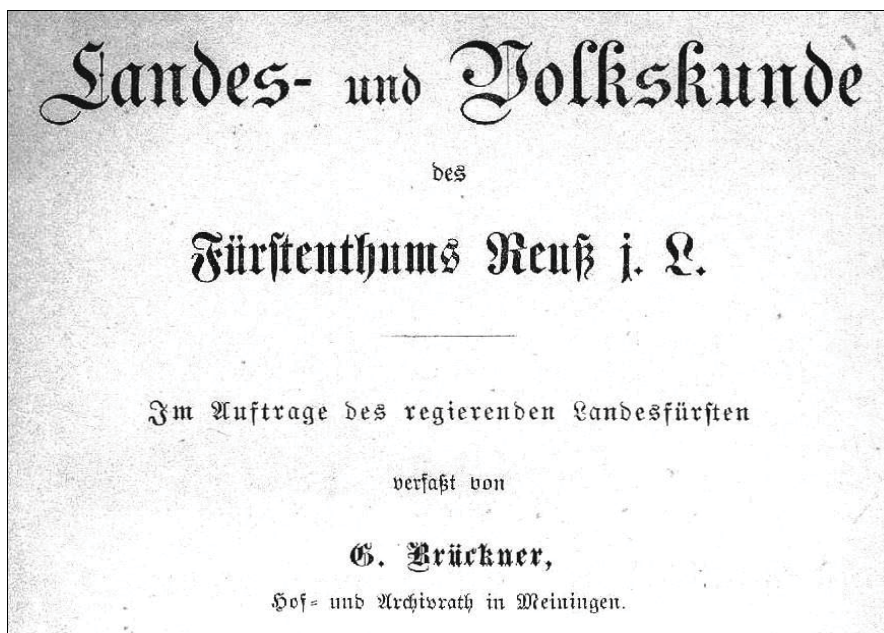 Landes- und Volkskunde
des
Fürstenthums Reuß j. L.
Im Auftrage des regierenden Landesfürsten
verfaßt von
G. Brückner,
Hof- und Archivrath in Meiningen.